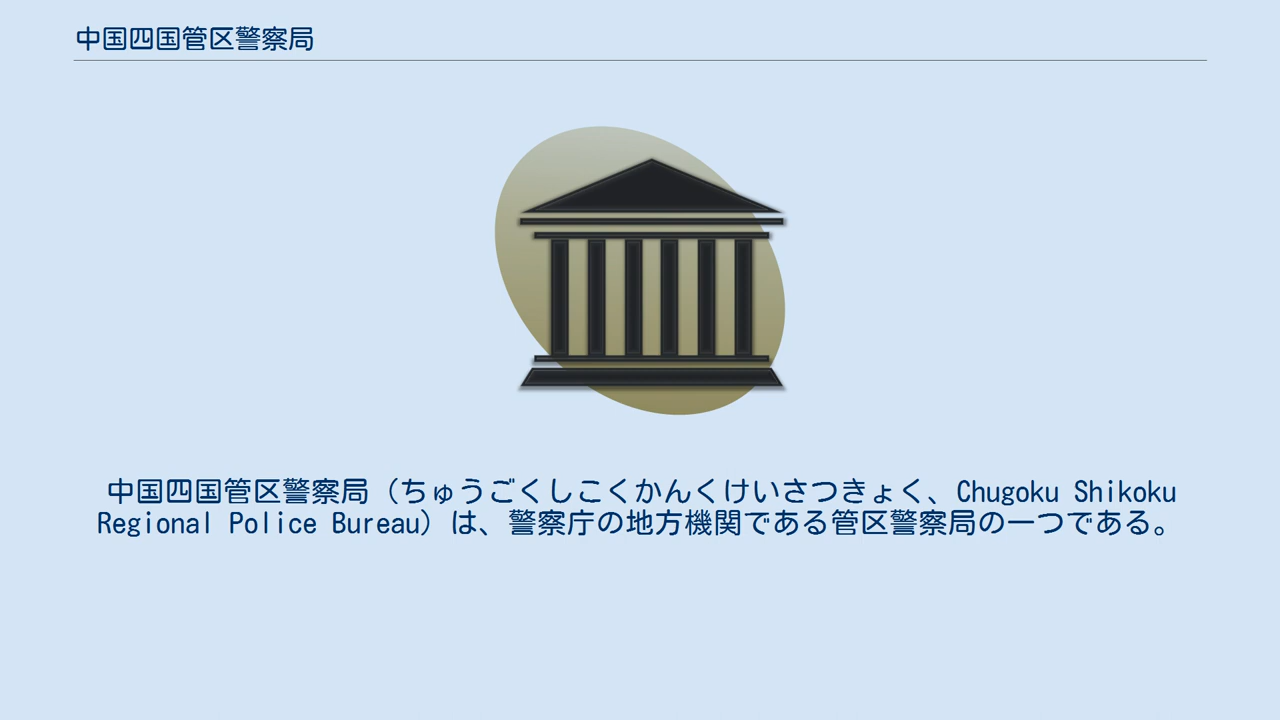 中国四国管区警察局
中国四国管区警察局（ちゅうごくしこくかんくけいさつきょく、Chugoku Shikoku
Regional Police Bureau）は、警察庁の地方機関である管区警察局の一つである。